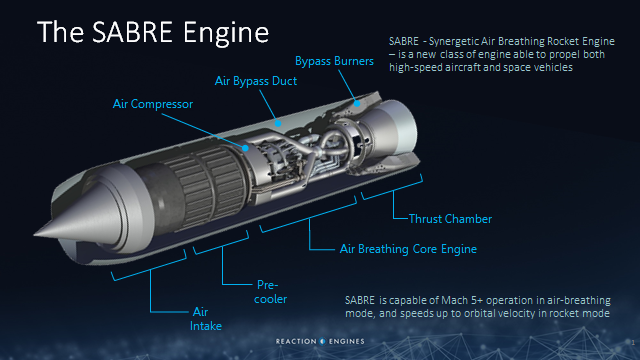 The SABRE Engine
SABRE - Synergetic Air Breathing Rocket Engine
– is a new class of engine able to propel both
high-speed aircraft and space vehicles
Bypass Burners
Air Bypass Duct
Air Compressor
Thrust Chamber
Air Breathing Core Engine
Pre-
cooler
Air
Intake
SABRE is capable of Mach 5+ operation in air-breathing
mode, and speeds up to orbital velocity in rocket mode
REACTION ENGINES